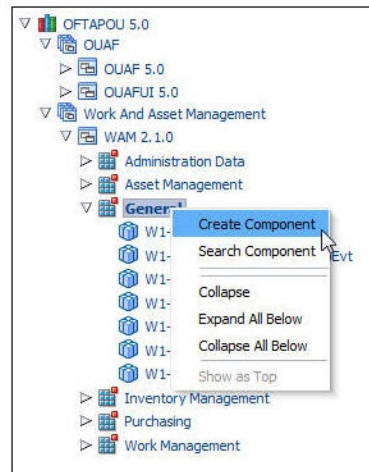 OFTAPOU 5.0
OUAF
OUAF 5.0
OUAFUI 5.0
Work And Asset Management
WAM 2.1.0
Administration Data
Asset Management
General
Create Component
W1-
Search Component
W1- Evt
W1-
Collapse
W1-
Expand All Below
W1-
Collapse All Below
W1-
Show as Top
Inventory Management
Purchasing
Work Management